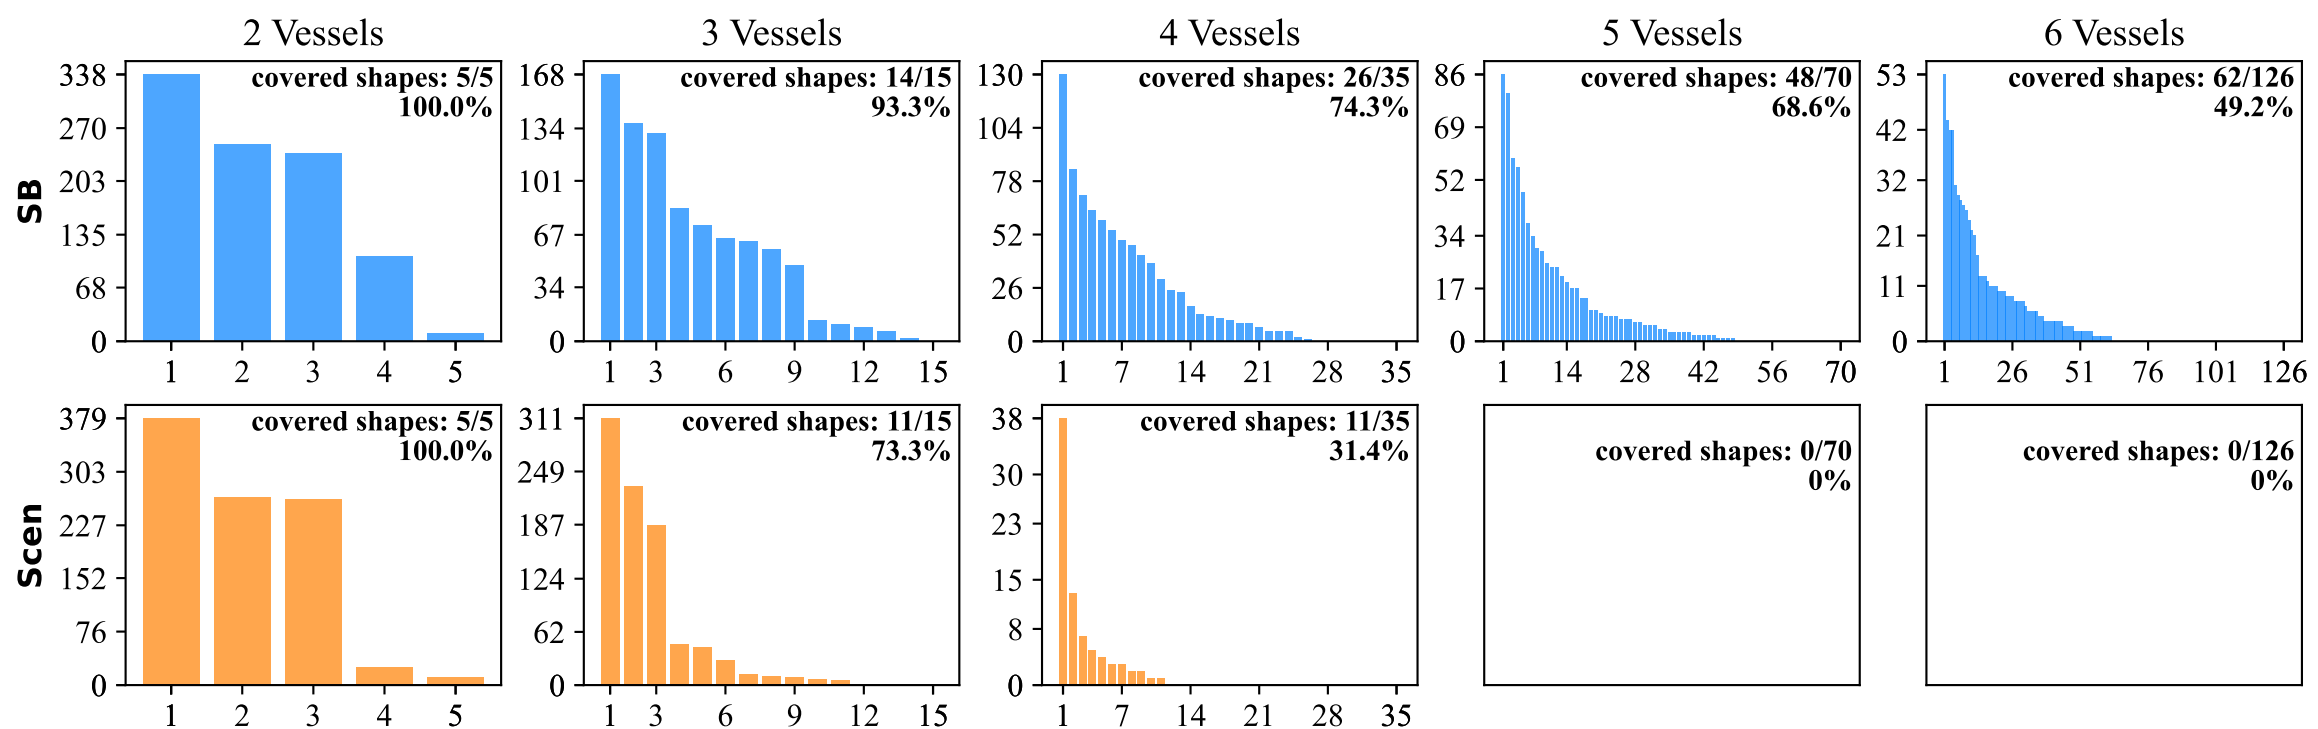 2 Vessels 3 Vessels 4 Vessels 5 Vessels 6 Vessels
SB
338
270
203
135
68
0
covered shapes: 5/5
100.0%
1 2 3 4 5
168
134
101
67
34
0
covered shapes: 14/15
93.3%
1 3 6 9 12 15
130
104
78
52
26
0
covered shapes: 26/35
74.3%
1 7 14 21 28 35
86
69
52
34
17
0
covered shapes: 48/70
68.6%
1 14 28 42 56 70
53
42
32
21
11
0
covered shapes: 62/126
49.2%
1 26 51 76 101 126
Scen
379
303
227
152
76
0
covered shapes: 5/5
100.0%
1 2 3 4 5
311
249
187
124
62
0
covered shapes: 11/15
73.3%
1 3 6 9 12 15
38
30
23
15
8
0
covered shapes: 11/35
31.4%
1 7 14 21 28 35
covered shapes: 0/70
0%
covered shapes: 0/126
0%